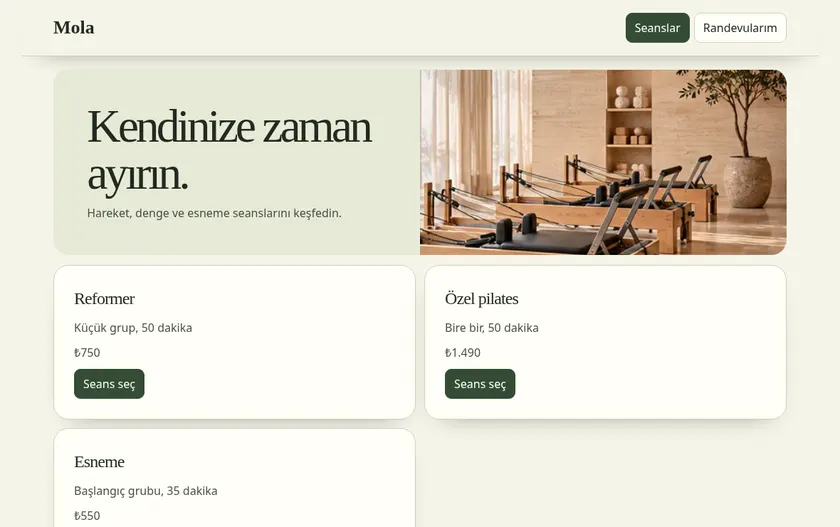 Mola
Seanslar
Randevularım
Kendinize zaman
ayırın.
Hareket, denge ve esneme seanslarını keşfedin.
Reformer
Küçük grup, 50 dakika
₺750
Seans seç
Özel pilates
Bire bir, 50 dakika
₺1.490
Seans seç
Esneme
Başlangıç grubu, 35 dakika
₺550